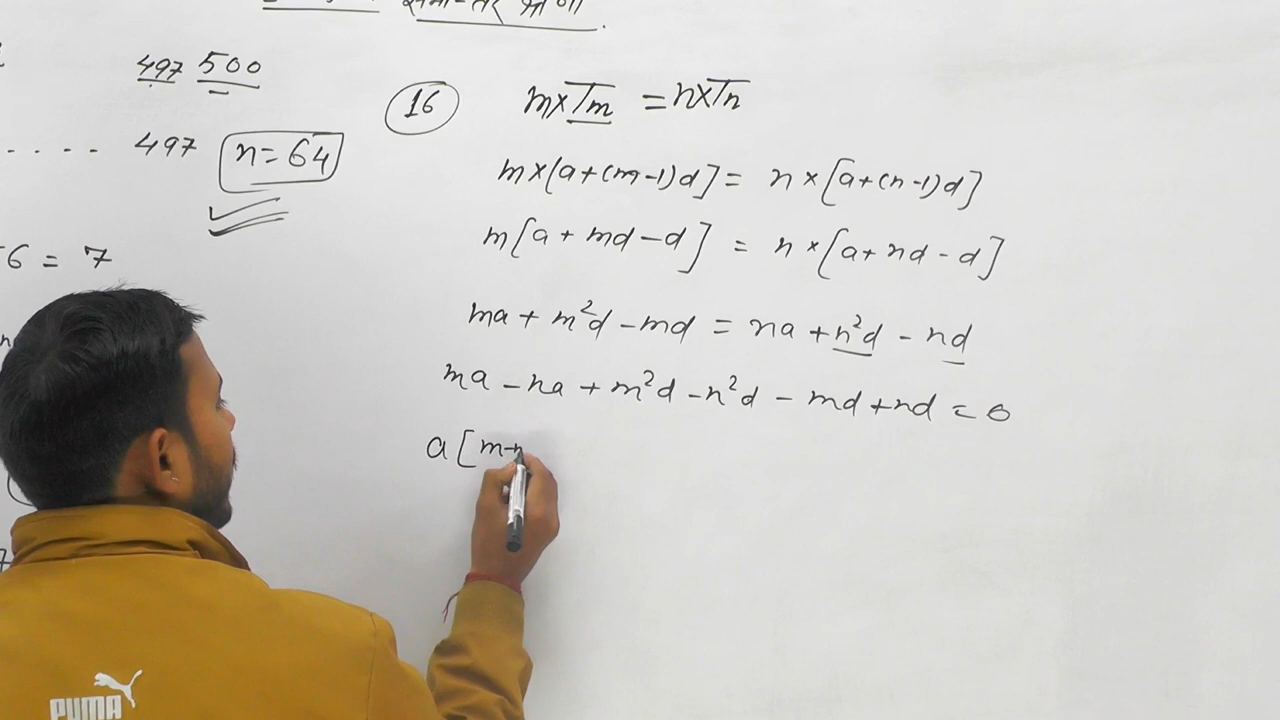 497 500
.... 497 n=64
6 = 7
16 m×Tm = n×Tn
m×[a+(m-1)d] = n×[a+(n-1)d]
m[a+md-d] = n×[a+nd-d]
ma + m²d - md = na + n²d - nd
ma - na + m²d - n²d - md + nd = 0
a[m-n
PUMA